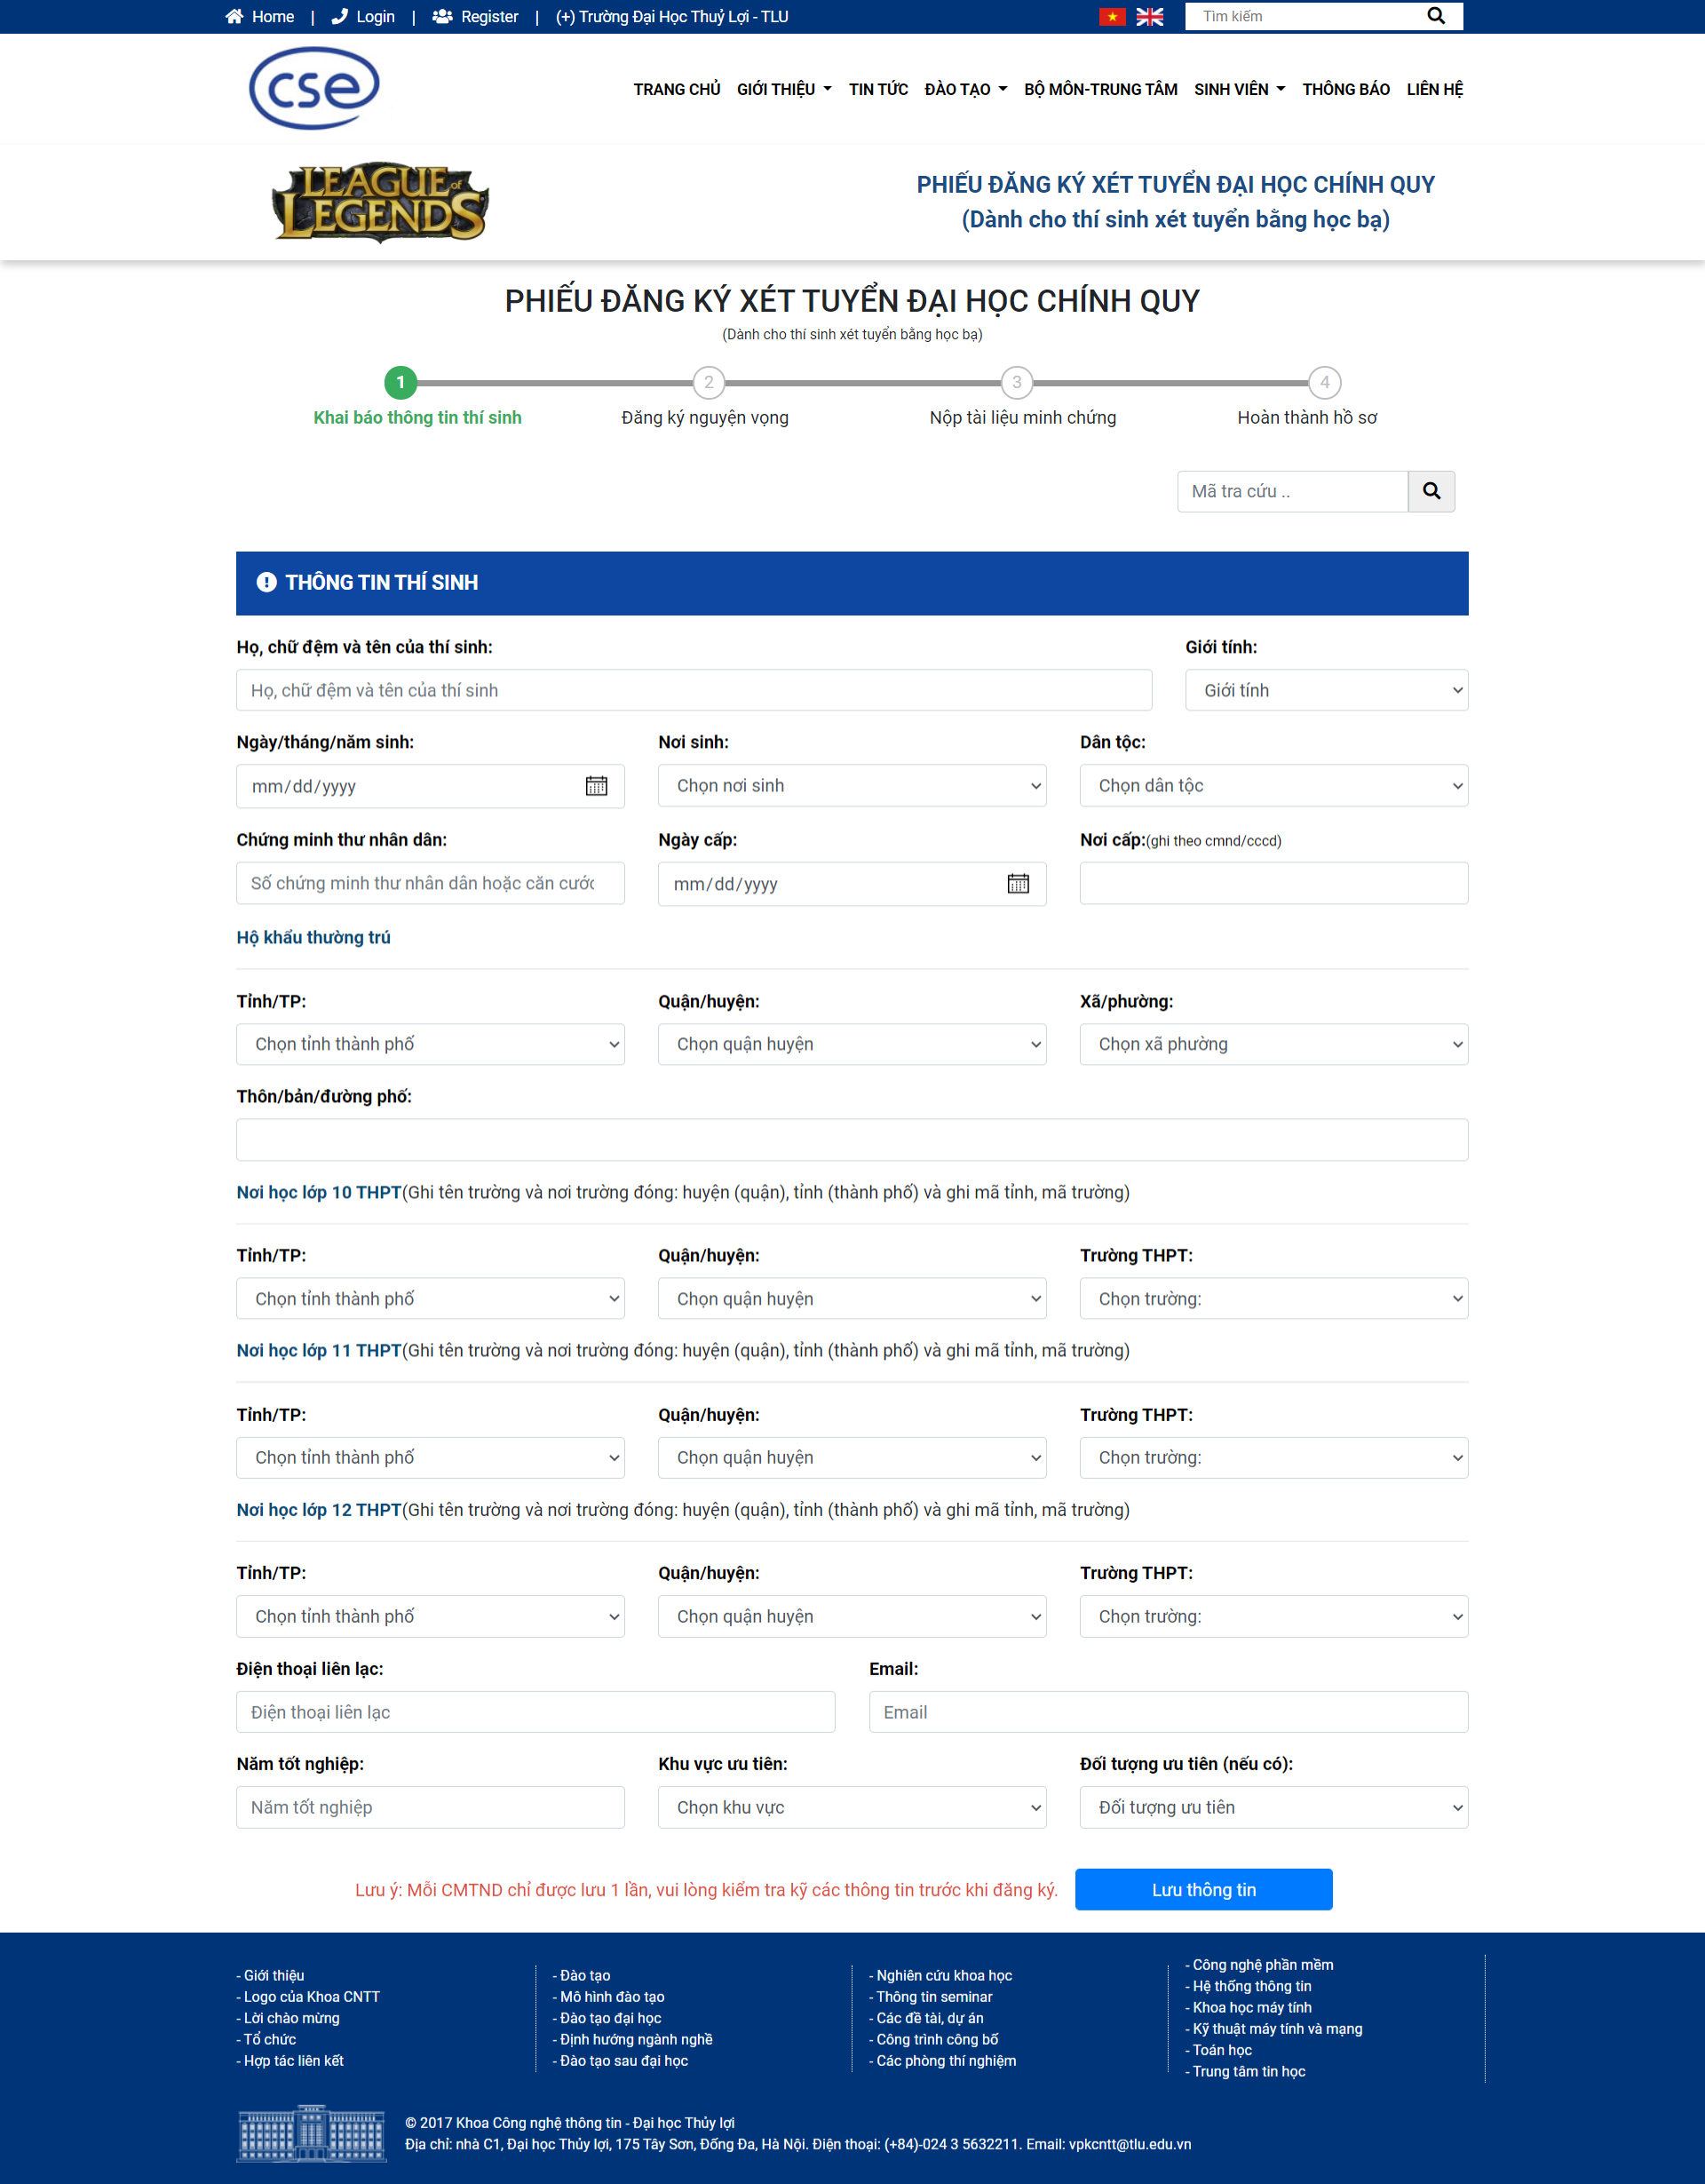 Home | Login | Register | (+) Trường Đại Học Thuỷ Lợi - TLU Tìm kiếm
cse
TRANG CHỦ GIỚI THIỆU TIN TỨC ĐÀO TẠO BỘ MÔN-TRUNG TÂM SINH VIÊN THÔNG BÁO LIÊN HỆ
LEAGUE of
LEGENDS
PHIẾU ĐĂNG KÝ XÉT TUYỂN ĐẠI HỌC CHÍNH QUY
(Dành cho thí sinh xét tuyển bằng học bạ)
PHIẾU ĐĂNG KÝ XÉT TUYỂN ĐẠI HỌC CHÍNH QUY
(Dành cho thí sinh xét tuyển bằng học bạ)
1 2 3 4
Khai báo thông tin thí sinh Đăng ký nguyện vọng Nộp tài liệu minh chứng Hoàn thành hồ sơ
Mã tra cứu ..
THÔNG TIN THÍ SINH
Họ, chữ đệm và tên của thí sinh: Giới tính:
Họ, chữ đệm và tên của thí sinh Giới tính
Ngày/tháng/năm sinh: Nơi sinh: Dân tộc:
mm/dd/yyyy Chọn nơi sinh Chọn dân tộc
Chứng minh thư nhân dân: Ngày cấp: Nơi cấp:(ghi theo cmnd/cccd)
Số chứng minh thư nhân dân hoặc căn cước mm/dd/yyyy
Hộ khẩu thường trú
Tỉnh/TP: Quận/huyện: Xã/phường:
Chọn tỉnh thành phố Chọn quận huyện Chọn xã phường
Thôn/bản/đường phố:
Nơi học lớp 10 THPT(Ghi tên trường và nơi trường đóng: huyện (quận), tỉnh (thành phố) và ghi mã tỉnh, mã trường)
Tỉnh/TP: Quận/huyện: Trường THPT:
Chọn tỉnh thành phố Chọn quận huyện Chọn trường:
Nơi học lớp 11 THPT(Ghi tên trường và nơi trường đóng: huyện (quận), tỉnh (thành phố) và ghi mã tỉnh, mã trường)
Tỉnh/TP: Quận/huyện: Trường THPT:
Chọn tỉnh thành phố Chọn quận huyện Chọn trường:
Nơi học lớp 12 THPT(Ghi tên trường và nơi trường đóng: huyện (quận), tỉnh (thành phố) và ghi mã tỉnh, mã trường)
Tỉnh/TP: Quận/huyện: Trường THPT:
Chọn tỉnh thành phố Chọn quận huyện Chọn trường:
Điện thoại liên lạc: Email:
Điện thoại liên lạc Email
Năm tốt nghiệp: Khu vực ưu tiên: Đối tượng ưu tiên (nếu có):
Năm tốt nghiệp Chọn khu vực Đối tượng ưu tiên
Lưu ý: Mỗi CMTND chỉ được lưu 1 lần, vui lòng kiểm tra kỹ các thông tin trước khi đăng ký. Lưu thông tin
- Giới thiệu
- Logo của Khoa CNTT
- Lời chào mừng
- Tổ chức
- Hợp tác liên kết
- Đào tạo
- Mô hình đào tạo
- Đào tạo đại học
- Định hướng ngành nghề
- Đào tạo sau đại học
- Nghiên cứu khoa học
- Thông tin seminar
- Các đề tài, dự án
- Công trình công bố
- Các phòng thí nghiệm
- Công nghệ phần mềm
- Hệ thống thông tin
- Khoa học máy tính
- Kỹ thuật máy tính và mạng
- Toán học
- Trung tâm tin học
© 2017 Khoa Công nghệ thông tin - Đại học Thủy lợi
Địa chỉ: nhà C1, Đại học Thủy lợi, 175 Tây Sơn, Đống Đa, Hà Nội. Điện thoại: (+84)-024 3 5632211. Email: vpkcntt@tlu.edu.vn